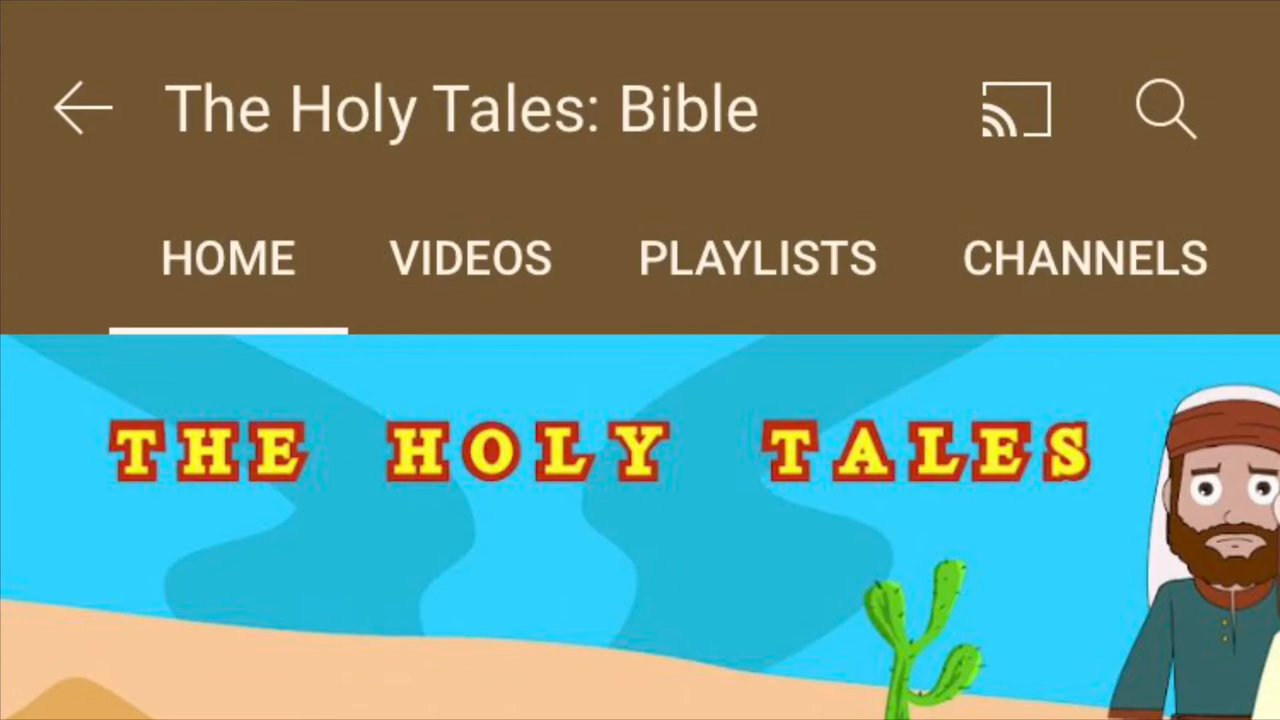 The Holy Tales: Bible
HOME VIDEOS PLAYLISTS CHANNELS
THE HOLY TALES